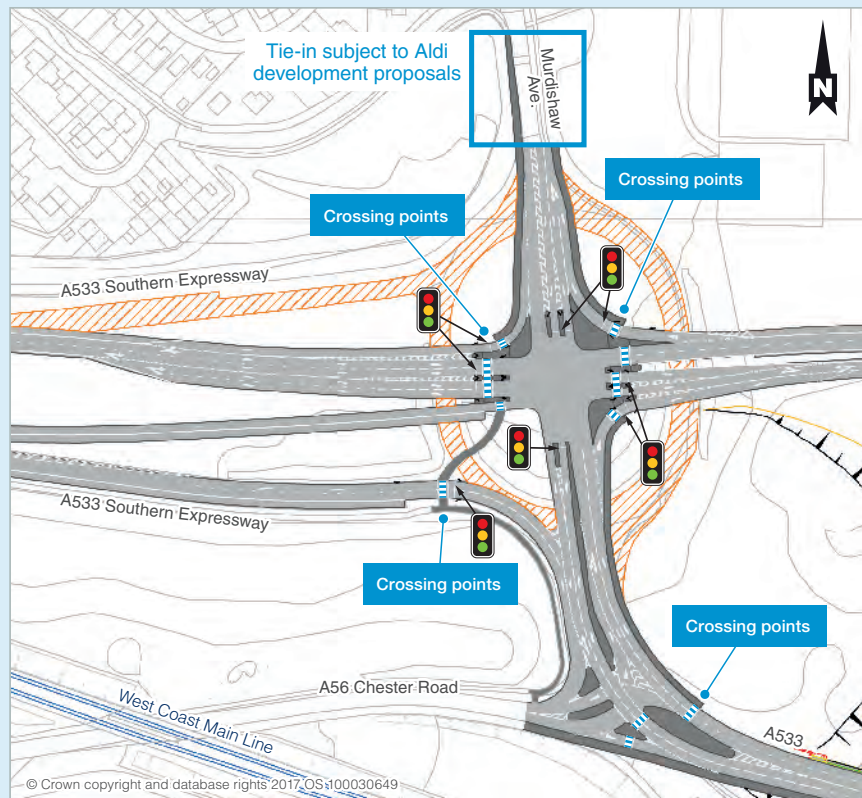 Tie-in subject to Aldi
development proposals
Murdishaw
Ave.
N
Crossing points
Crossing points
A533 Southern Expressway
A533 Southern Expressway
Crossing points
Crossing points
A56 Chester Road
West Coast Main Line
A533
© Crown copyright and database rights 2017 OS 100030649